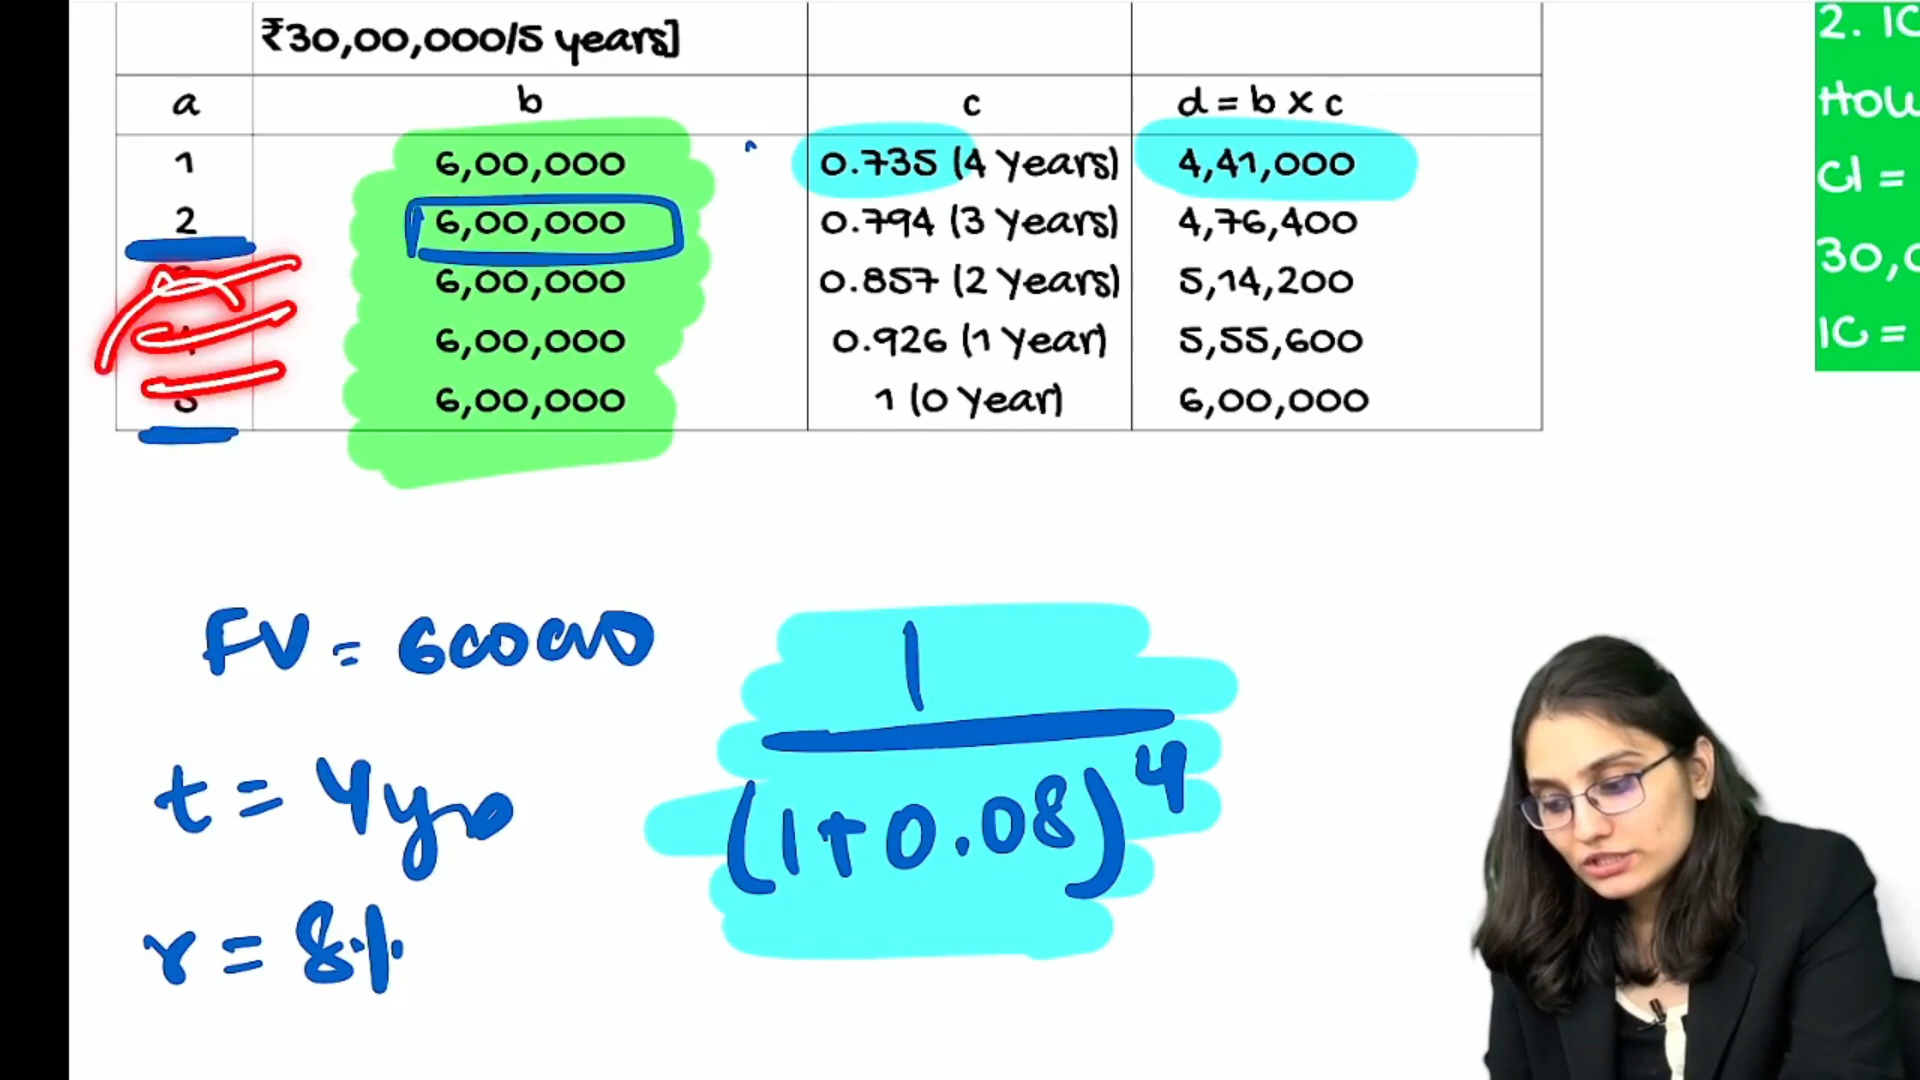 ₹30,00,000/5 years]
a b c d = b x c
1 6,00,000 0.735 (4 Years) 4,41,000
2 6,00,000 0.794 (3 Years) 4,76,400
6,00,000 0.857 (2 Years) 5,14,200
6,00,000 0.926 (1 Year) 5,55,600
6,00,000 1 (0 Year) 6,00,000
2. IC
How
CI =
30,0
IC =
FV = 600000
t = 4yrs
r = 8%
1
(1+0.08)^4